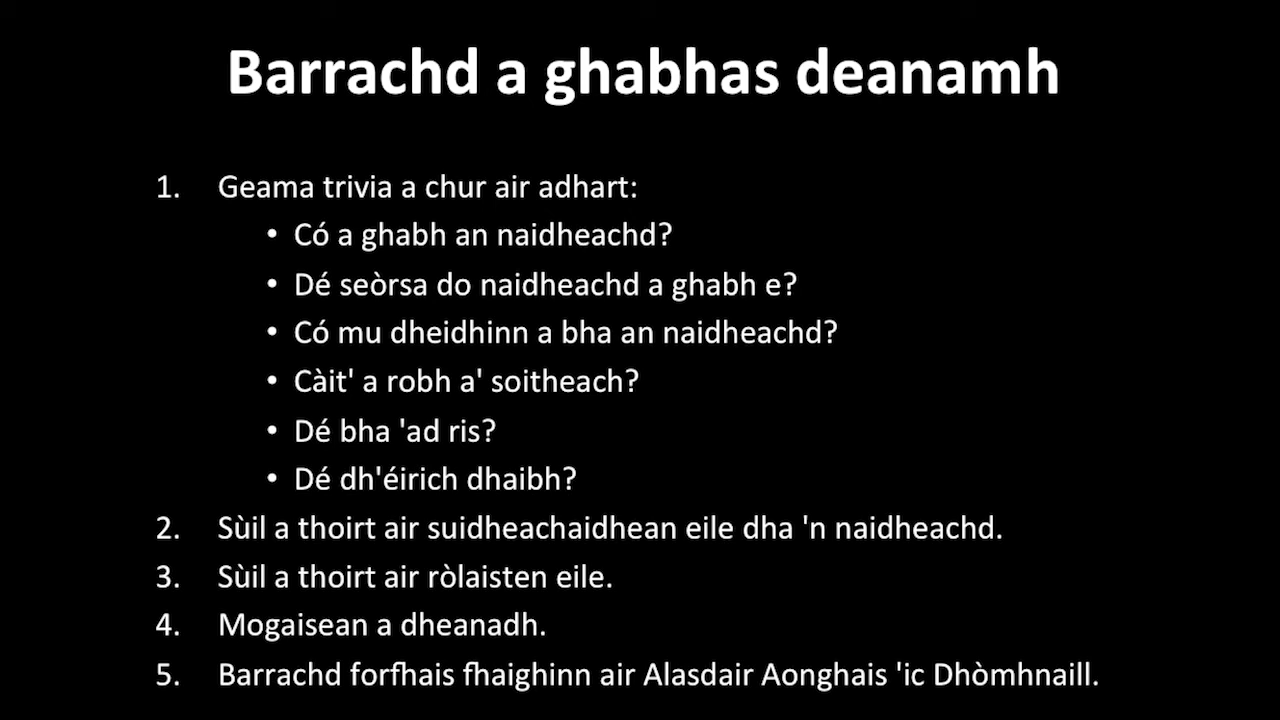 Barrachd a ghabhas deanamh
1. Geama trivia a chur air adhart:
• Có a ghabh an naidheachd?
• Dé seòrsa do naidheachd a ghabh e?
• Có mu dheidhinn a bha an naidheachd?
• Càit' a robh a' soitheach?
• Dé bha 'ad ris?
• Dé dh'éirich dhaibh?
2. Sùil a thoirt air suidheachaidhean eile dha 'n naidheachd.
3. Sùil a thoirt air ròlaisten eile.
4. Mogaisean a dheanadh.
5. Barrachd forfhais fhaighinn air Alasdair Aonghais 'ic Dhòmhnaill.